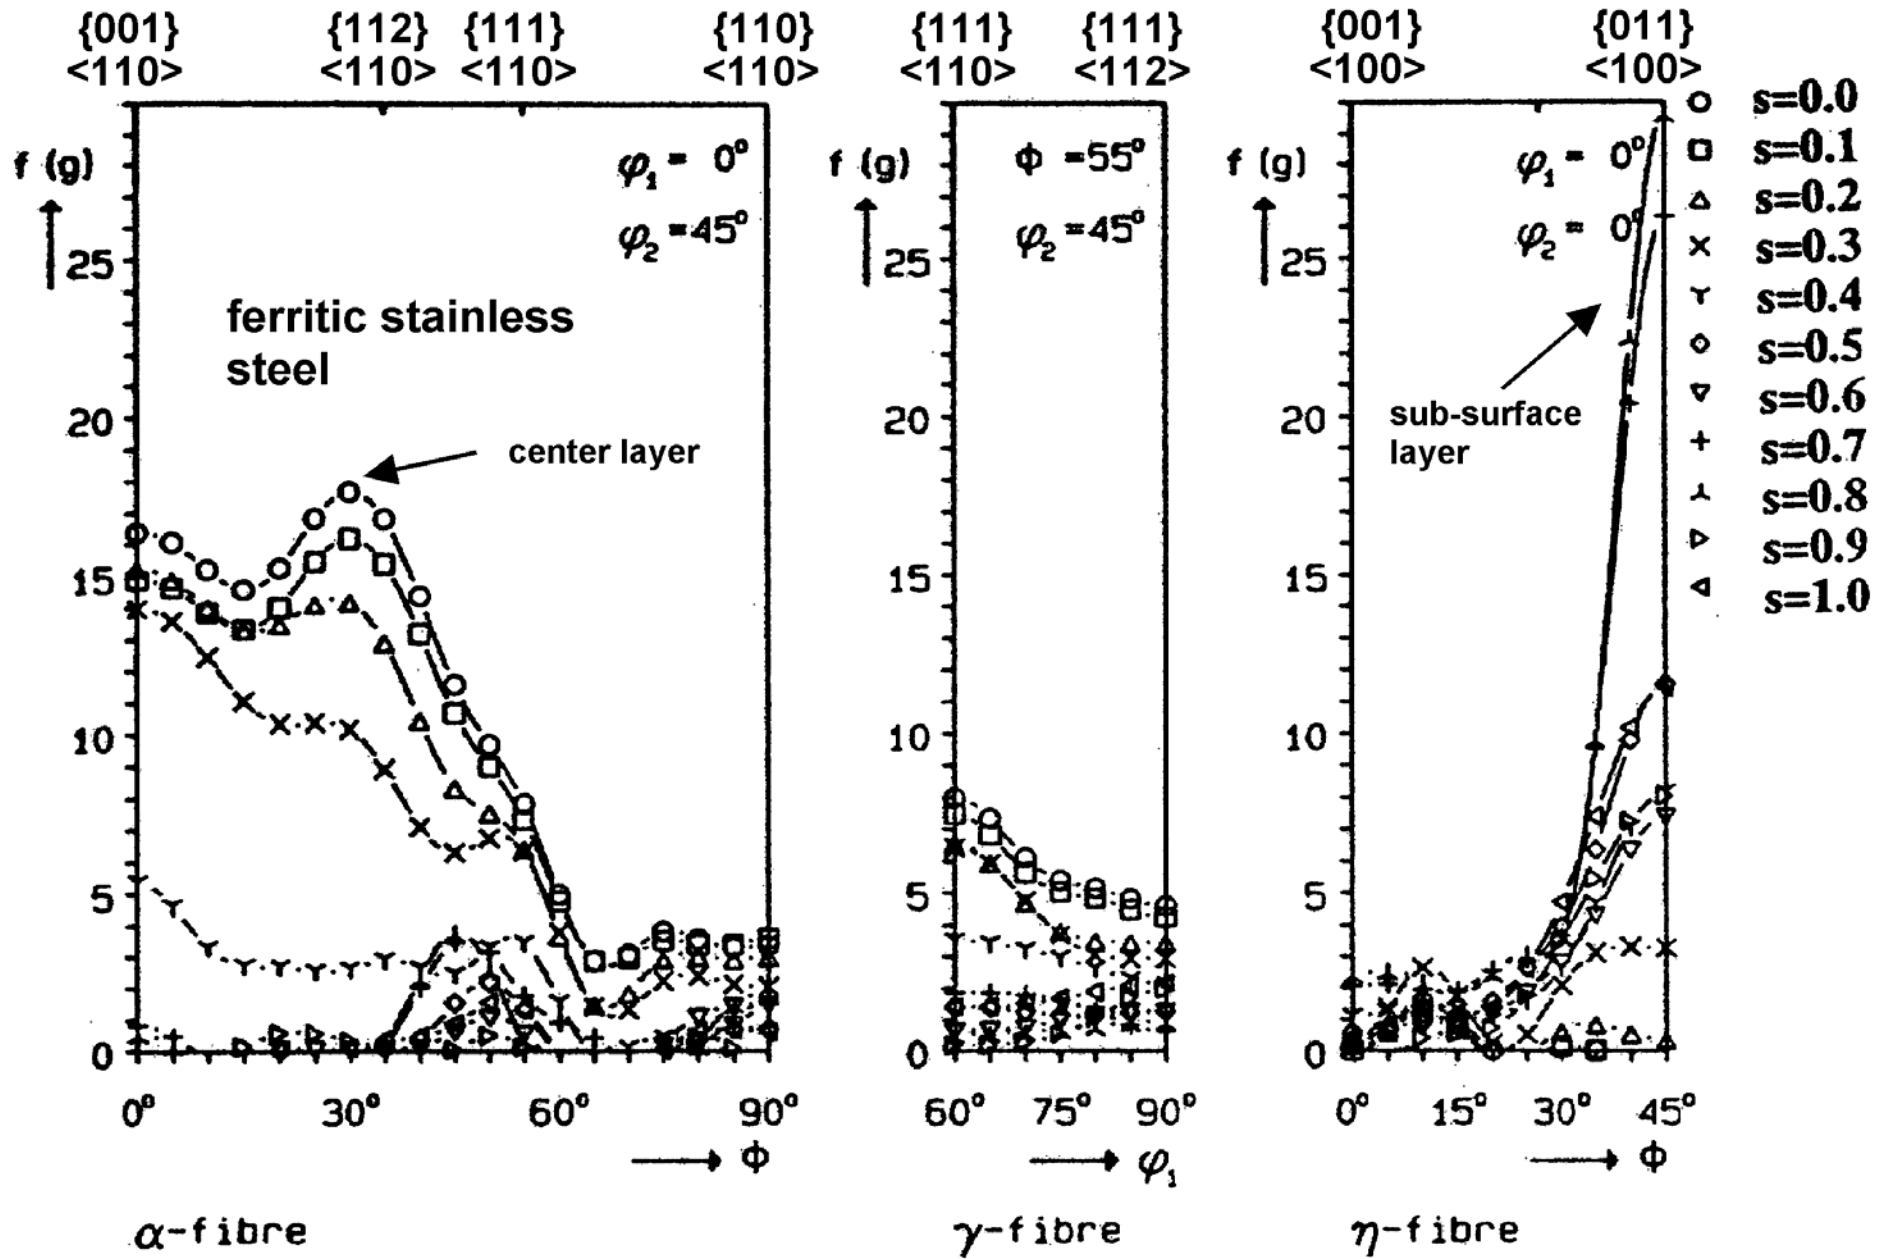 {001} {112} {111} {110} {111} {111} {001} {011}
<110> <110> <110> <110> <110> <112> <100> <100>
f (g)
φ₁ = 0°
φ₂ =45°
ferritic stainless
steel
center layer
25
20
15
10
5
0
0° 30° 60° 90°
Φ
α-fibre
f (g)
Φ =55°
φ₂ =45°
25
20
15
10
5
0
60° 75° 90°
φ₁
γ-fibre
f (g)
φ₁ = 0°
φ₂ = 0°
sub-surface
layer
25
20
15
10
5
0
0° 15° 30° 45°
Φ
η-fibre
s=0.0
s=0.1
s=0.2
s=0.3
s=0.4
s=0.5
s=0.6
s=0.7
s=0.8
s=0.9
s=1.0